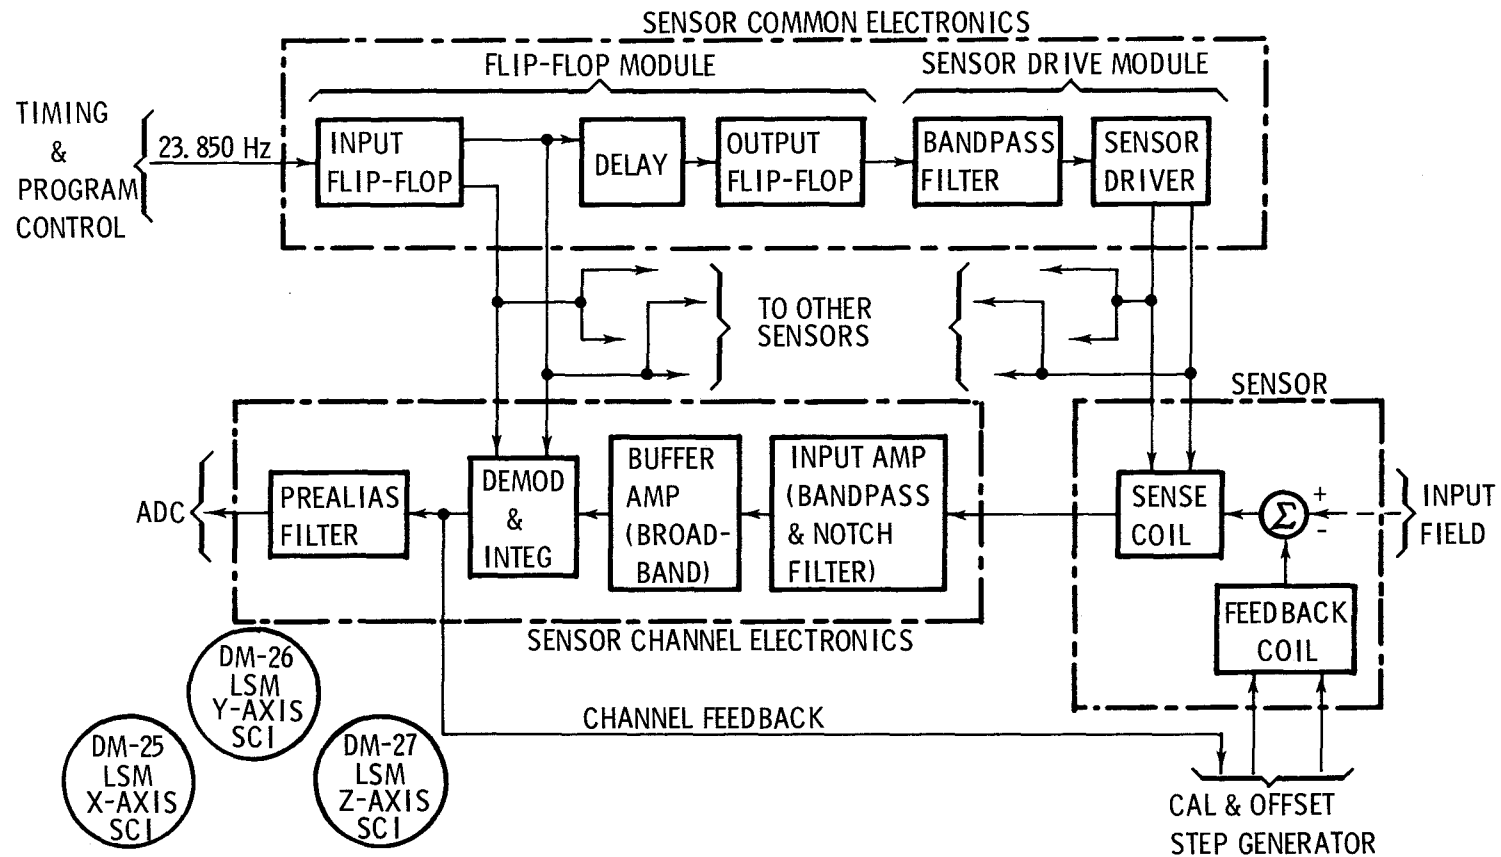 SENSOR COMMON ELECTRONICS
FLIP-FLOP MODULE
SENSOR DRIVE MODULE
TIMING
&
PROGRAM
CONTROL
23.850 Hz
INPUT
FLIP-FLOP
DELAY
OUTPUT
FLIP-FLOP
BANDPASS
FILTER
SENSOR
DRIVER
TO OTHER
SENSORS
SENSOR
ADC
PREALIAS
FILTER
DEMOD
&
INTEG
BUFFER
AMP
(BROAD-
BAND)
INPUT AMP
(BANDPASS
& NOTCH
FILTER)
SENSE
COIL
Σ
+
-
INPUT
FIELD
FEEDBACK
COIL
SENSOR CHANNEL ELECTRONICS
CHANNEL FEEDBACK
CAL & OFFSET
STEP GENERATOR
DM-26
LSM
Y-AXIS
SCI
DM-25
LSM
X-AXIS
SCI
DM-27
LSM
Z-AXIS
SCI